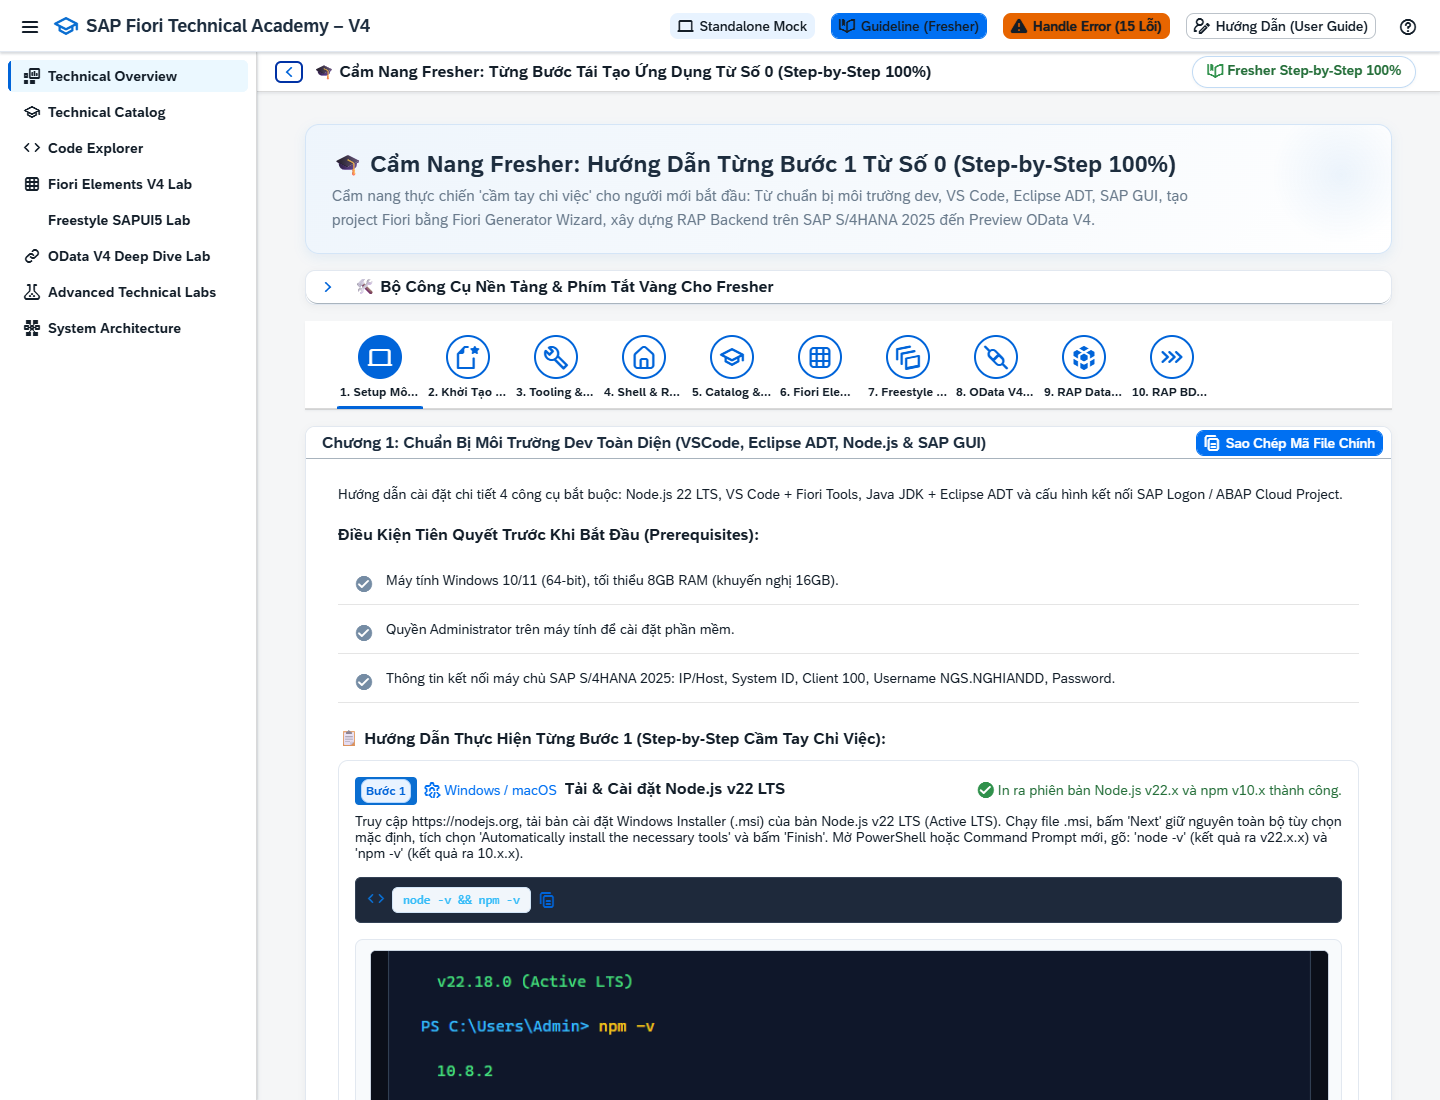 SAP Fiori Technical Academy – V4
Standalone Mock
Guideline (Fresher)
Handle Error (15 Lỗi)
Hướng Dẫn (User Guide)
Technical Overview
Technical Catalog
Code Explorer
Fiori Elements V4 Lab
Freestyle SAPUI5 Lab
OData V4 Deep Dive Lab
Advanced Technical Labs
System Architecture
Cẩm Nang Fresher: Từng Bước Tái Tạo Ứng Dụng Từ Số 0 (Step-by-Step 100%)
Fresher Step-by-Step 100%
Cẩm Nang Fresher: Hướng Dẫn Từng Bước 1 Từ Số 0 (Step-by-Step 100%)
Cẩm nang thực chiến 'cầm tay chỉ việc' cho người mới bắt đầu: Từ chuẩn bị môi trường dev, VS Code, Eclipse ADT, SAP GUI, tạo
project Fiori bằng Fiori Generator Wizard, xây dựng RAP Backend trên SAP S/4HANA 2025 đến Preview OData V4.
Bộ Công Cụ Nền Tảng & Phím Tắt Vàng Cho Fresher
1. Setup Mô...
2. Khởi Tạo ...
3. Tooling &...
4. Shell & R...
5. Catalog &...
6. Fiori Ele...
7. Freestyle ...
8. OData V4...
9. RAP Data...
10. RAP BD...
Chương 1: Chuẩn Bị Môi Trường Dev Toàn Diện (VSCode, Eclipse ADT, Node.js & SAP GUI)
Sao Chép Mã File Chính
Hướng dẫn cài đặt chi tiết 4 công cụ bắt buộc: Node.js 22 LTS, VS Code + Fiori Tools, Java JDK + Eclipse ADT và cấu hình kết nối SAP Logon / ABAP Cloud Project.
Điều Kiện Tiên Quyết Trước Khi Bắt Đầu (Prerequisites):
Máy tính Windows 10/11 (64-bit), tối thiểu 8GB RAM (khuyến nghị 16GB).
Quyền Administrator trên máy tính để cài đặt phần mềm.
Thông tin kết nối máy chủ SAP S/4HANA 2025: IP/Host, System ID, Client 100, Username NGS.NGHIANDD, Password.
Hướng Dẫn Thực Hiện Từng Bước 1 (Step-by-Step Cầm Tay Chỉ Việc):
Bước 1
Windows / macOS
Tải & Cài đặt Node.js v22 LTS
In ra phiên bản Node.js v22.x và npm v10.x thành công.
Truy cập https://nodejs.org, tải bản cài đặt Windows Installer (.msi) của bản Node.js v22 LTS (Active LTS). Chạy file .msi, bấm 'Next' giữ nguyên toàn bộ tùy chọn
mặc định, tích chọn 'Automatically install the necessary tools' và bấm 'Finish'. Mở PowerShell hoặc Command Prompt mới, gõ: 'node -v' (kết quả ra v22.x.x) và
'npm -v' (kết quả ra 10.x.x).
node -v && npm -v
v22.18.0 (Active LTS)
PS C:\Users\Admin> npm -v
10.8.2